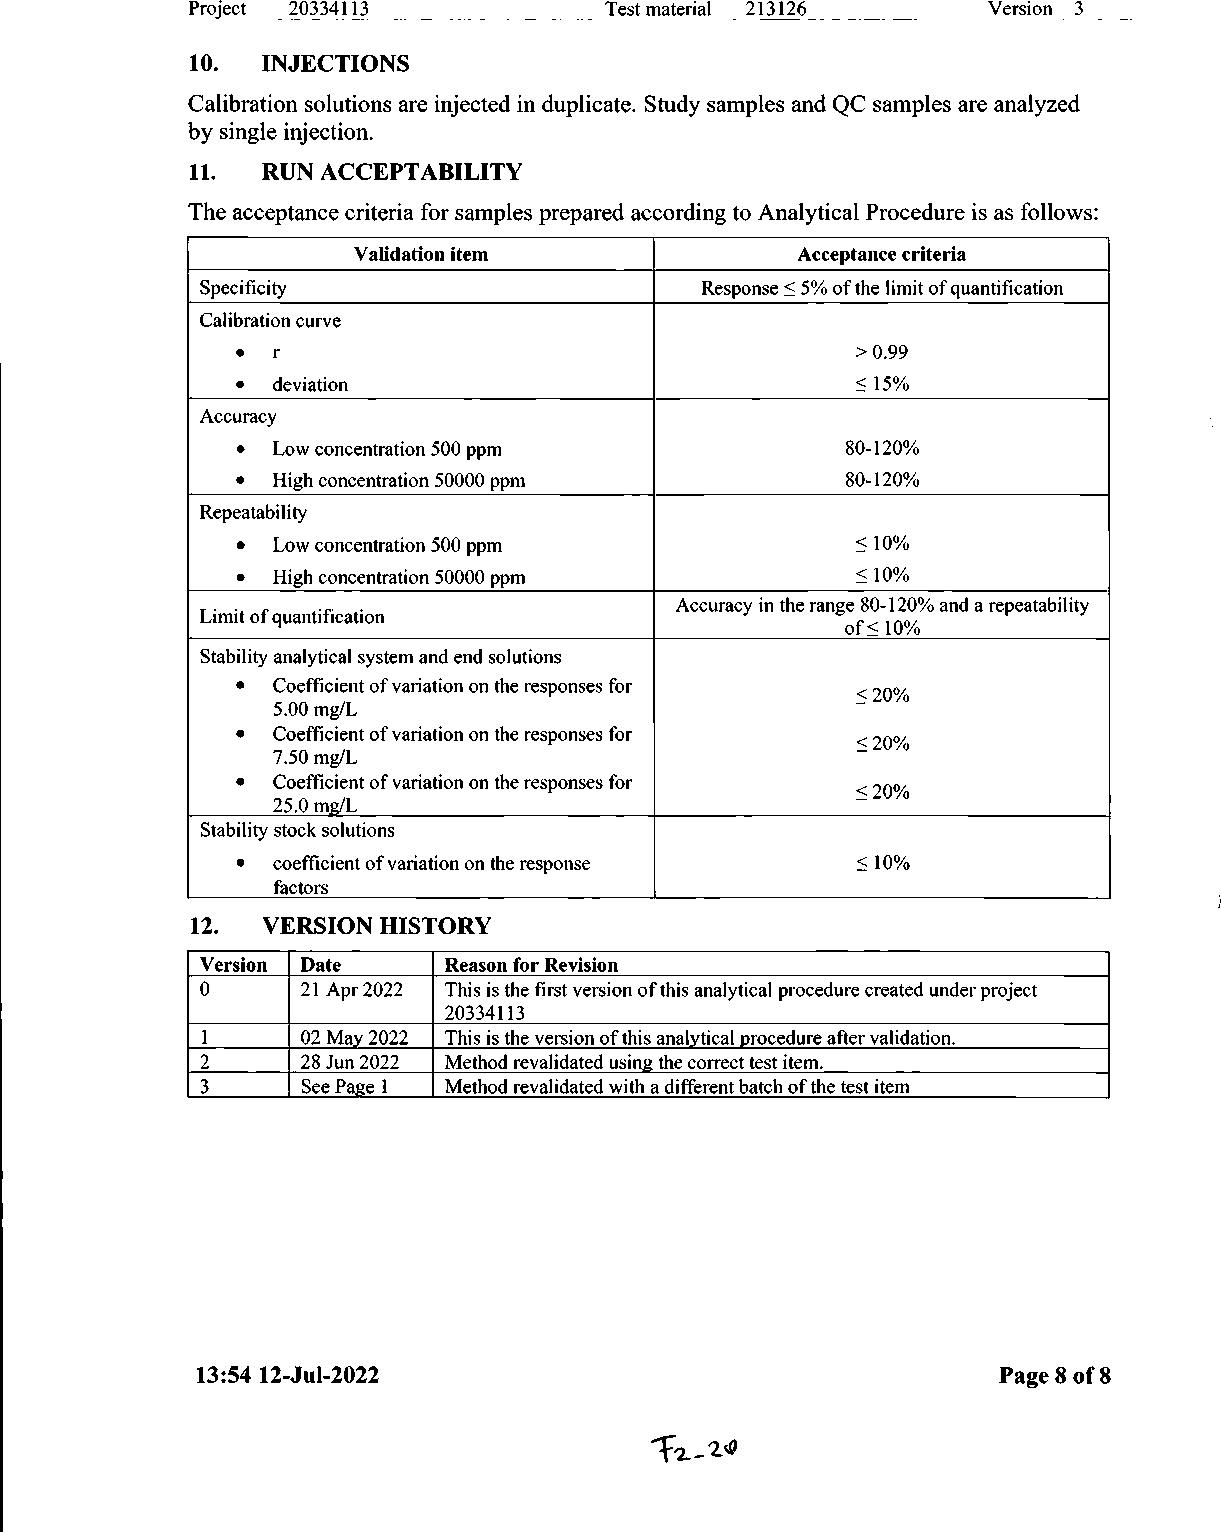 Project 20334113 Test material 213126 Version 3
10. INJECTIONS
Calibration solutions are injected in duplicate. Study samples and QC samples are analyzed
by single injection.
11. RUN ACCEPTABILITY
The acceptance criteria for samples prepared according to Analytical Procedure is as follows:
Validation item Acceptance criteria
Specificity Response ≤ 5% of the limit of quantification
Calibration curve
• r > 0.99
• deviation ≤ 15%
Accuracy
• Low concentration 500 ppm 80-120%
• High concentration 50000 ppm 80-120%
Repeatability
• Low concentration 500 ppm ≤ 10%
• High concentration 50000 ppm ≤ 10%
Limit of quantification Accuracy in the range 80-120% and a repeatability
of ≤ 10%
Stability analytical system and end solutions
• Coefficient of variation on the responses for
5.00 mg/L ≤ 20%
• Coefficient of variation on the responses for
7.50 mg/L ≤ 20%
• Coefficient of variation on the responses for
25.0 mg/L ≤ 20%
Stability stock solutions
• coefficient of variation on the response ≤ 10%
factors
12. VERSION HISTORY
Version Date Reason for Revision
0 21 Apr 2022 This is the first version of this analytical procedure created under project
20334113
1 02 May 2022 This is the version of this analytical procedure after validation.
2 28 Jun 2022 Method revalidated using the correct test item.
3 See Page 1 Method revalidated with a different batch of the test item
13:54 12-Jul-2022 Page 8 of 8
F2-20